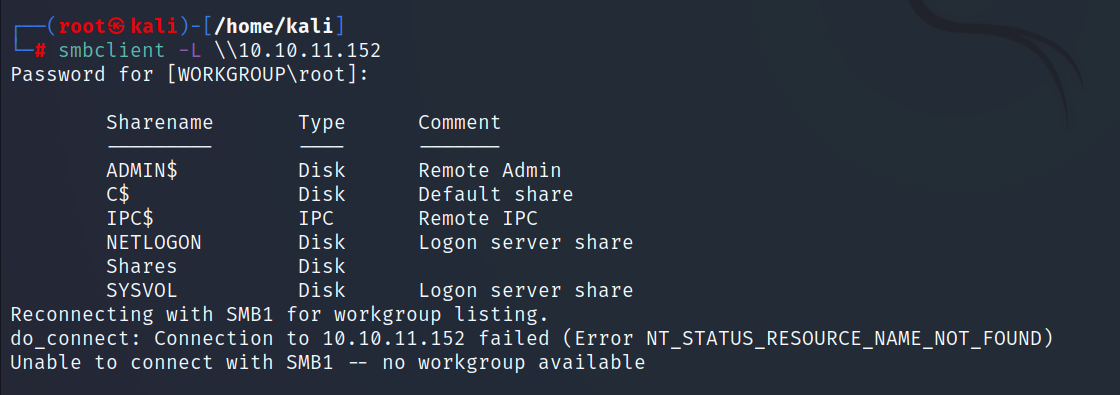 ┌──(root㉿kali)-[/home/kali]
└─# smbclient -L \\10.10.11.152
Password for [WORKGROUP\root]:
Sharename       Type      Comment
---------       ----      -------
ADMIN$          Disk      Remote Admin
C$              Disk      Default share
IPC$            IPC       Remote IPC
NETLOGON        Disk      Logon server share
Shares          Disk
SYSVOL          Disk      Logon server share
Reconnecting with SMB1 for workgroup listing.
do_connect: Connection to 10.10.11.152 failed (Error NT_STATUS_RESOURCE_NAME_NOT_FOUND)
Unable to connect with SMB1 -- no workgroup available